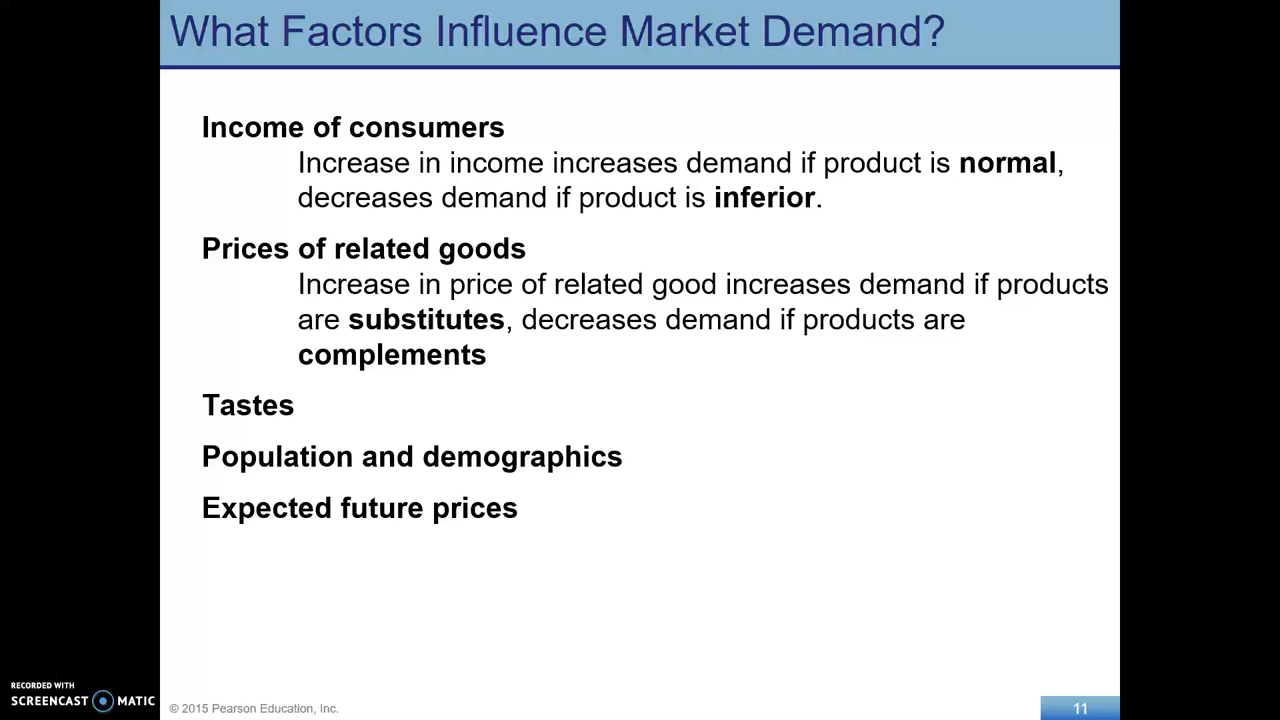 What Factors Influence Market Demand?
Income of consumers
Increase in income increases demand if product is normal,
decreases demand if product is inferior.
Prices of related goods
Increase in price of related good increases demand if products
are substitutes, decreases demand if products are
complements
Tastes
Population and demographics
Expected future prices
RECORDED WITH
SCREENCAST MATIC
© 2015 Pearson Education, Inc.
11